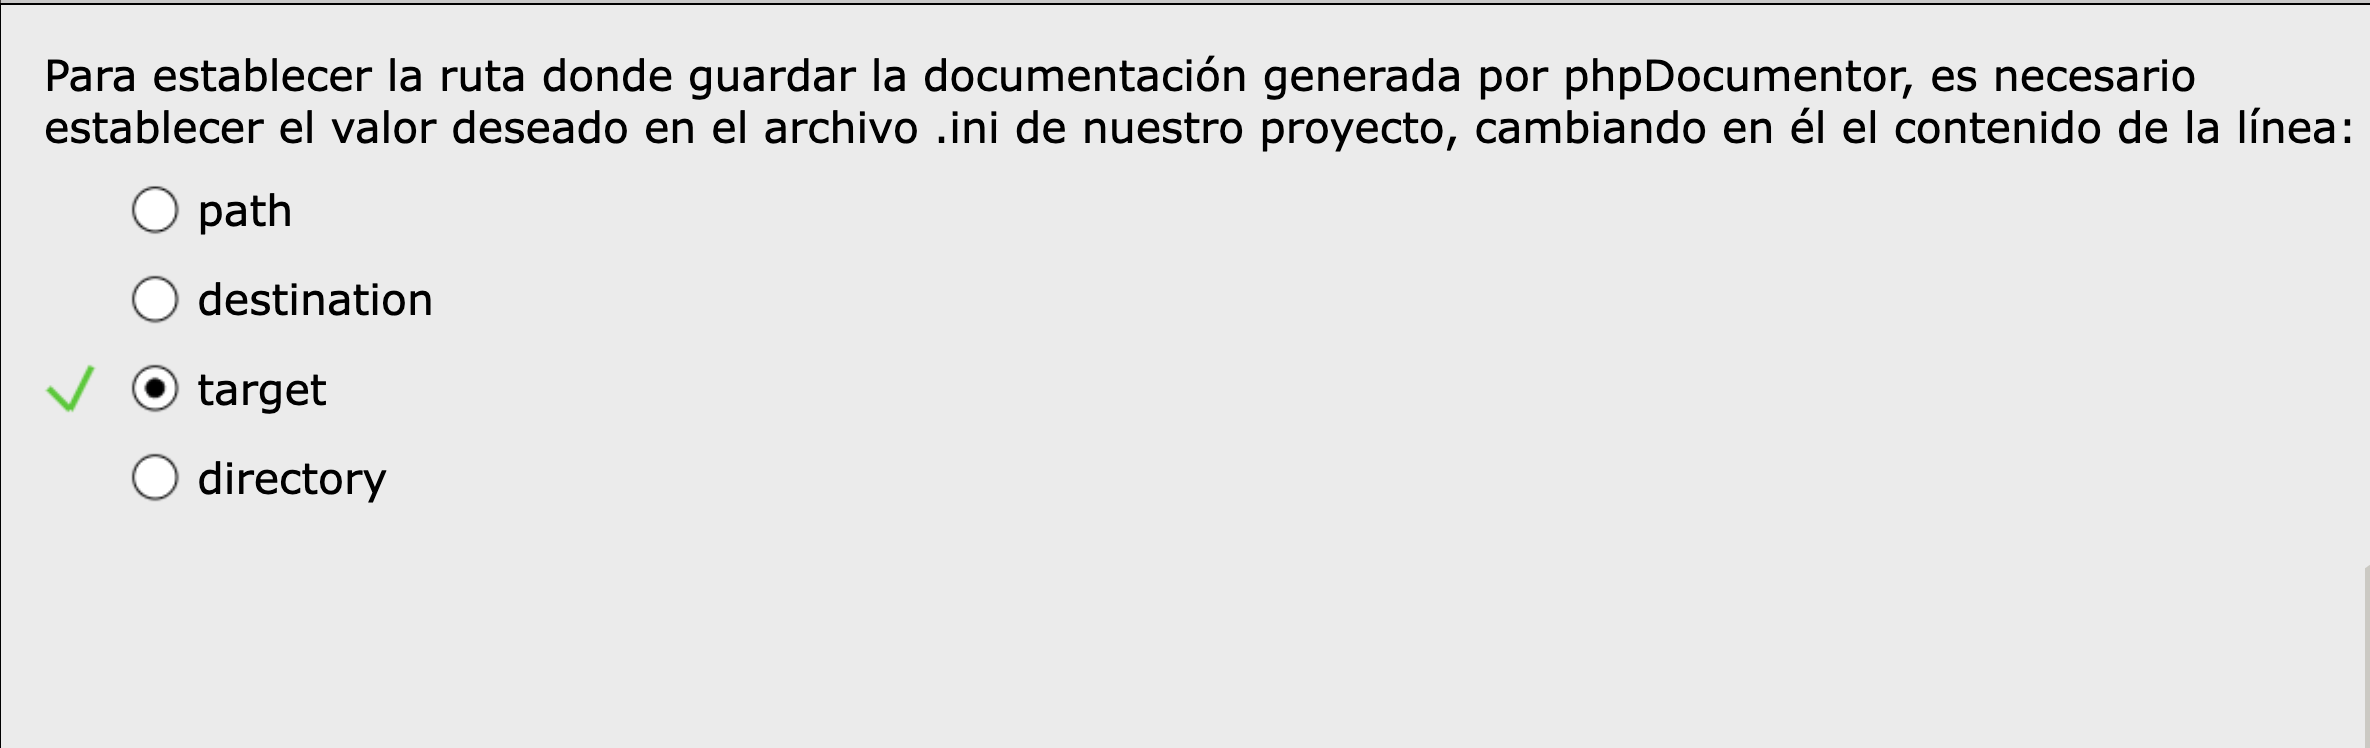 Para establecer la ruta donde guardar la documentación generada por phpDocumentor, es necesario
establecer el valor deseado en el archivo .ini de nuestro proyecto, cambiando en él el contenido de la línea:
path
destination
target
directory